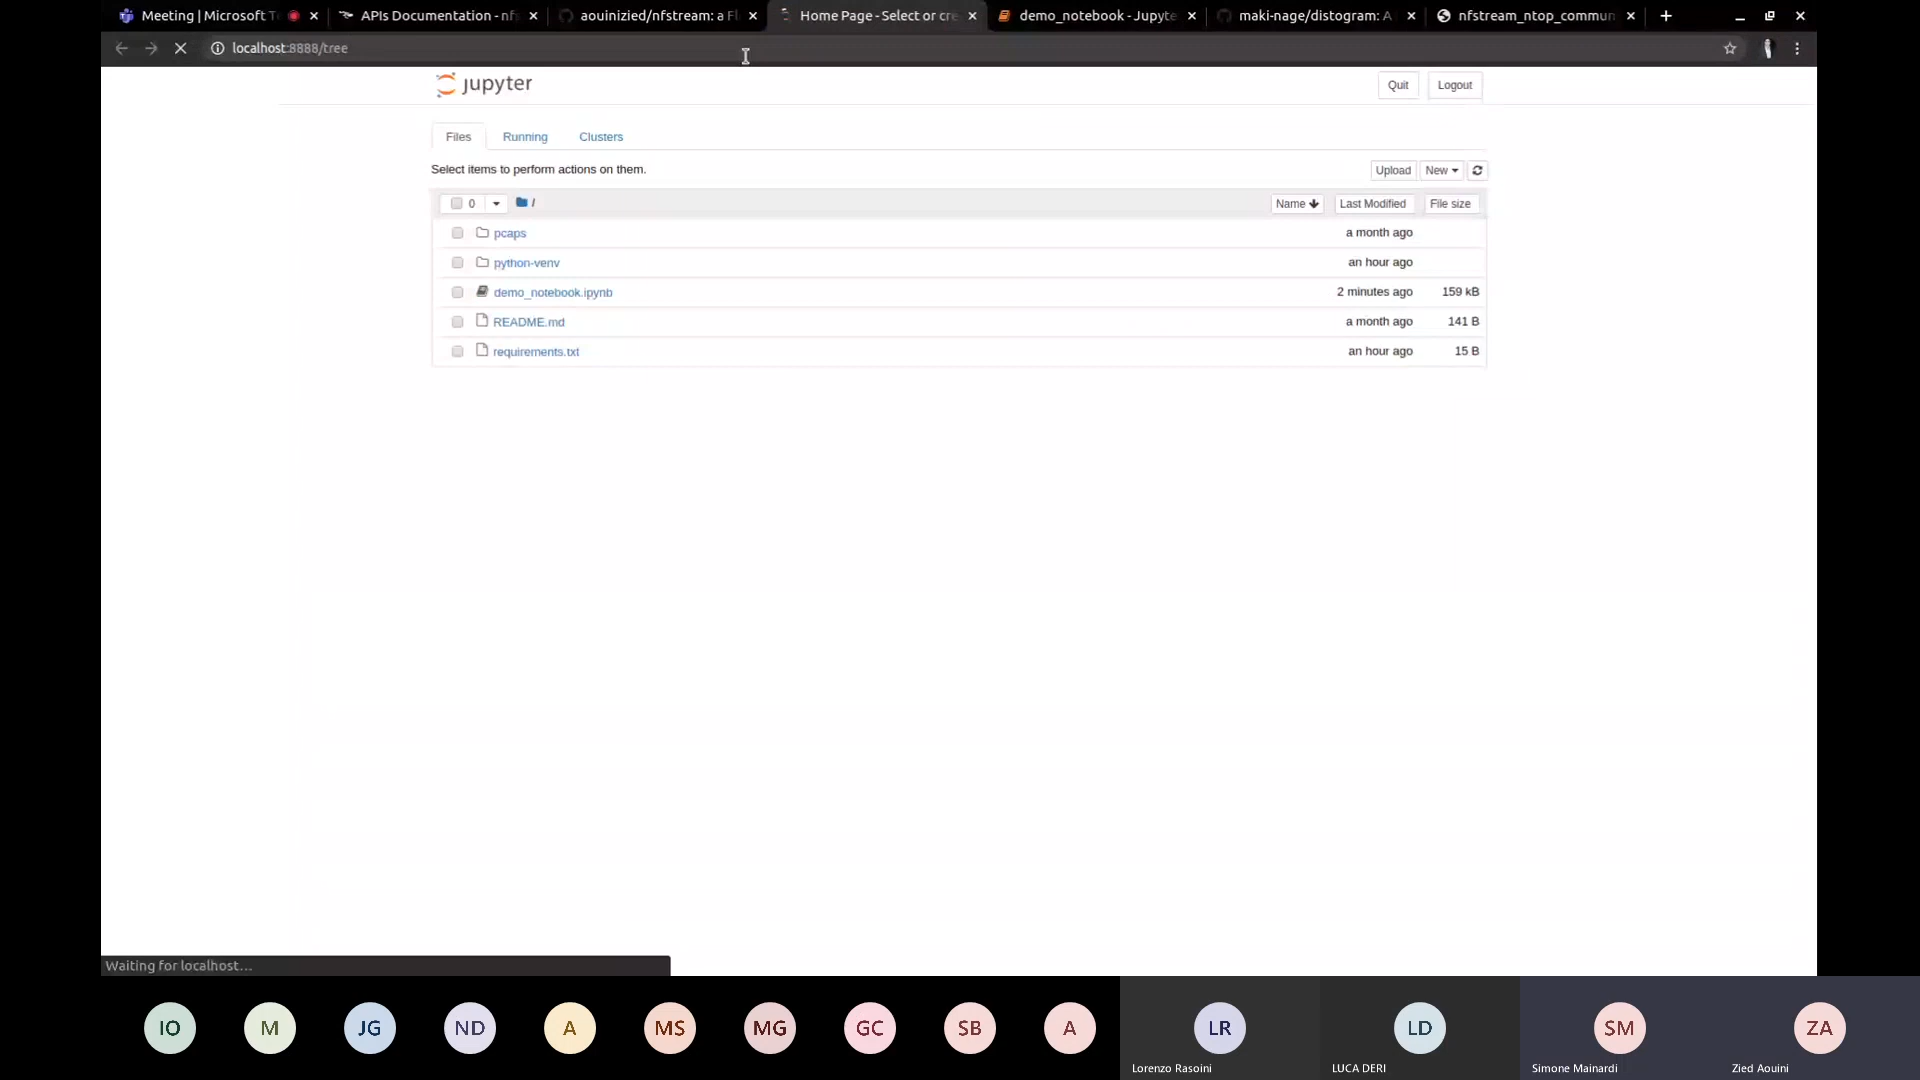 Meeting | Microsoft T
APIs Documentation - nf
aouinizied/nfstream: a Fl
Home Page - Select or cre
demo_notebook - Jupyte
maki-nage/distogram: A
nfstream_ntop_commun
localhost:8888/tree
jupyter
Quit
Logout
Files
Running
Clusters
Select items to perform actions on them.
Upload
New
0
/
Name
Last Modified
File size
pcaps
a month ago
python-venv
an hour ago
demo_notebook.ipynb
2 minutes ago
159 kB
README.md
a month ago
141 B
requirements.txt
an hour ago
15 B
Waiting for localhost...
IO
M
JG
ND
A
MS
MG
GC
SB
A
LR
LD
SM
ZA
Lorenzo Rasoini
LUCA DERI
Simone Mainardi
Zied Aouini